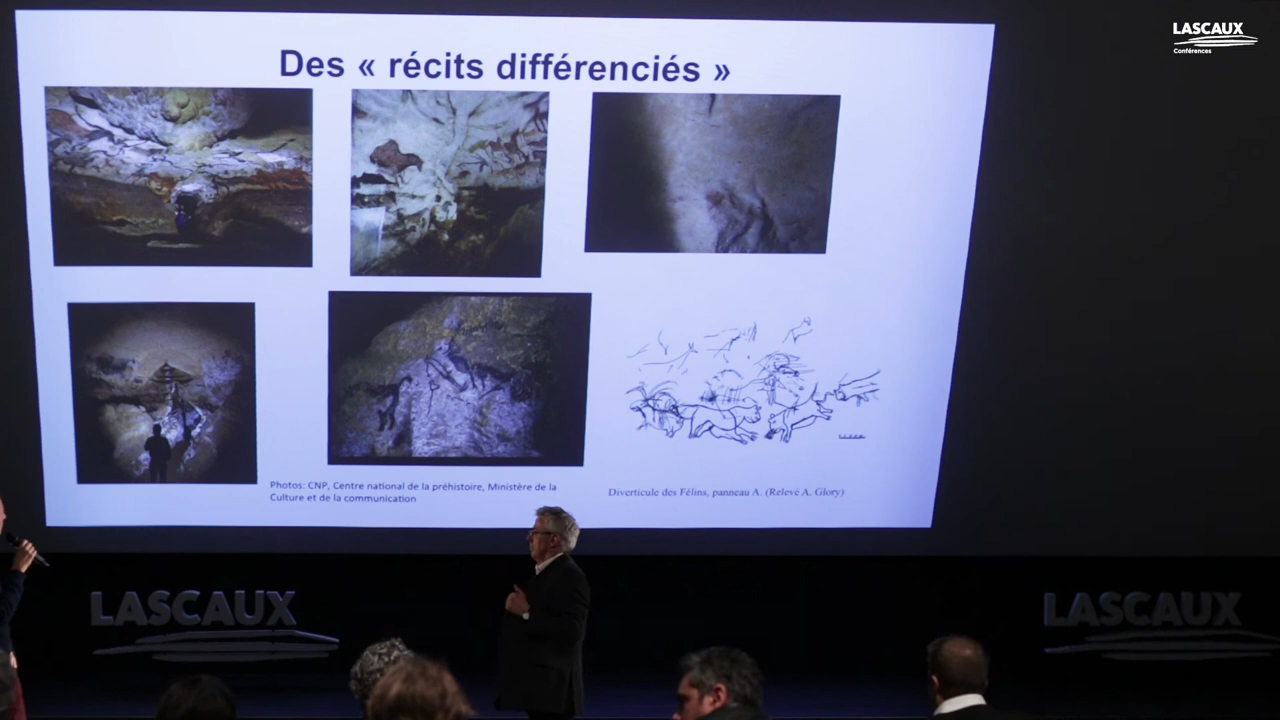 LASCAUX
Conférences
Des « récits différenciés »
Photos: CNP, Centre national de la préhistoire, Ministère de la
Culture et de la communication
Diverticule des Félins, panneau A. (Relevé A. Glory)
LASCAUX
LASCAUX